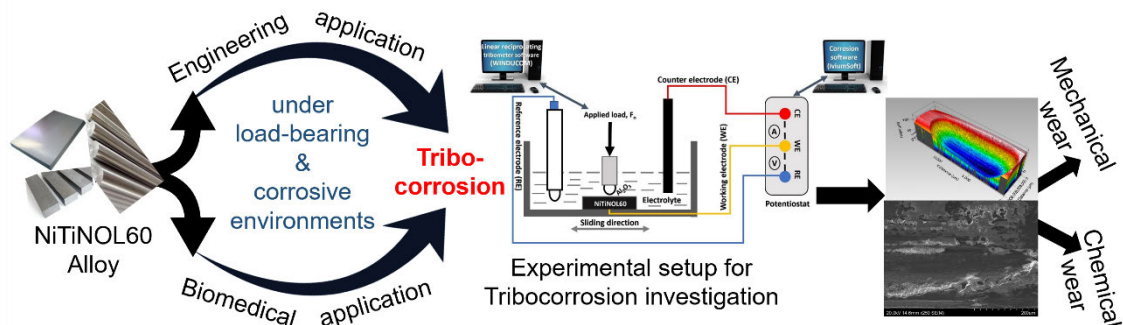 Engineering
application
under
load-bearing
&
corrosive
environments
NiTiNOL60
Alloy
Biomedical
application
Tribo-
corrosion
Linear reciprocating
tribometer software
(WINDUCOM)
Corrosion
software
(IviumSoft)
Counter electrode (CE)
Reference electrode (RE)
Applied load, Fn
Al2O3
NiTiNOL60
Electrolyte
Sliding direction
Working electrode (WE)
CE
A
WE
V
RE
Potentiostat
Experimental setup for
Tribocorrosion investigation
Mechanical
wear
Chemical
wear
200um